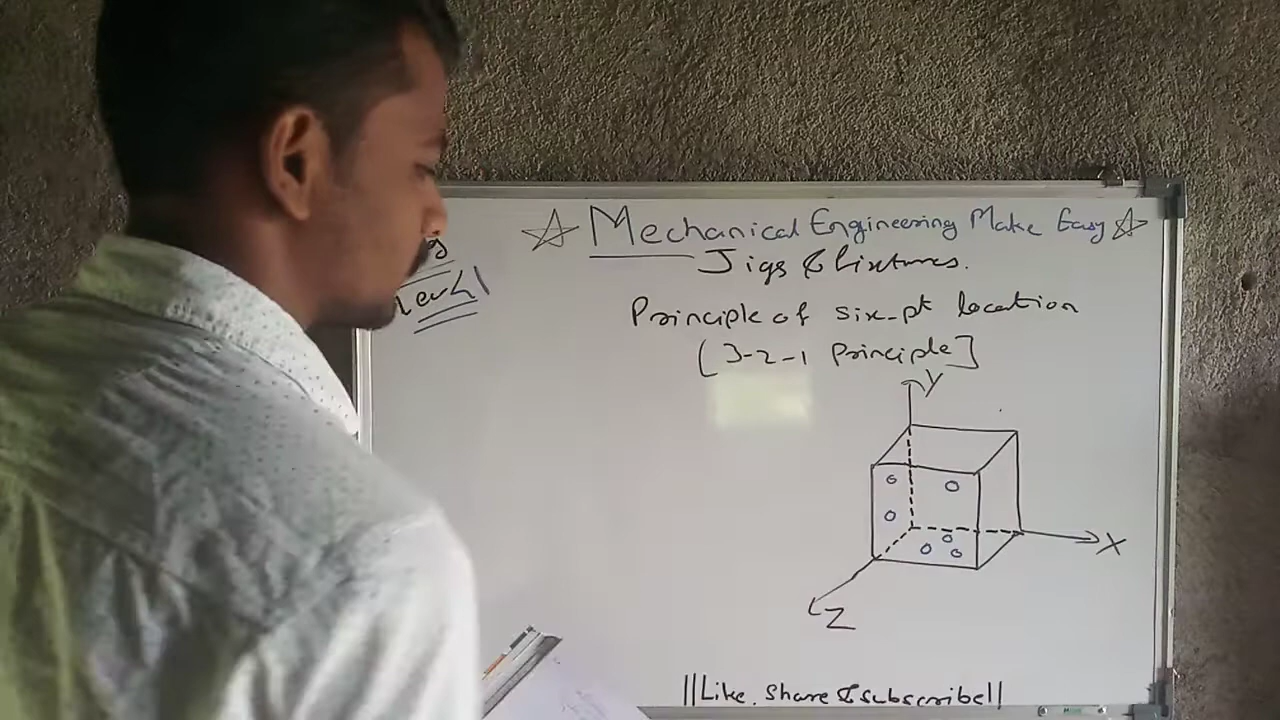 ☆ Mechanical Engineering Make Easy ☆
Jigs & Fixtures.
Principle of six-pt location
[3-2-1 Principle]
Y
X
Z
||Like. Share & subscribe||